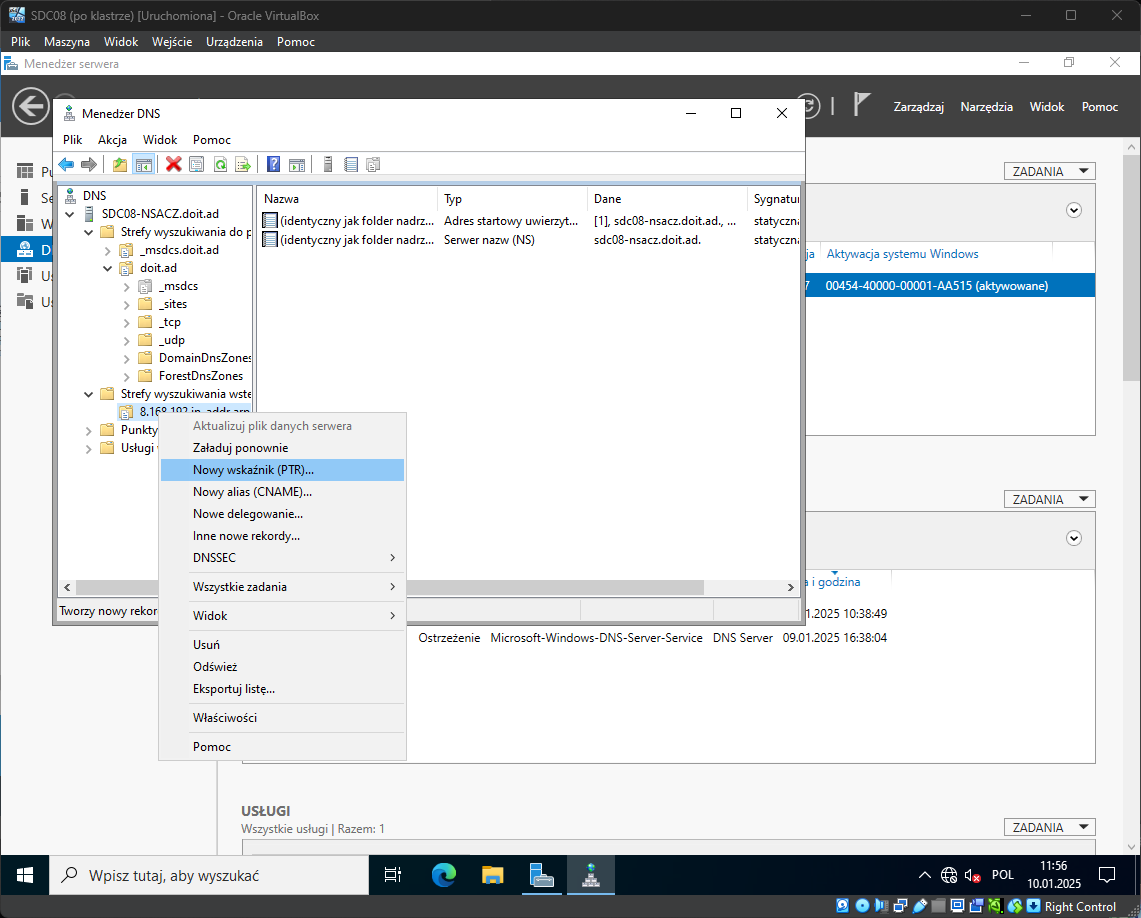 SDC08 (po klastrze) [Uruchomiona] - Oracle VirtualBox
Plik Maszyna Widok Wejście Urządzenia Pomoc
Menedżer serwera
Zarządzaj Narzędzia Widok Pomoc
Menedżer DNS
Plik Akcja Widok Pomoc
DNS
SDC08-NSACZ.doit.ad
Strefy wyszukiwania do p
_msdcs.doit.ad
doit.ad
_msdcs
_sites
_tcp
_udp
DomainDnsZones
ForestDnsZones
Strefy wyszukiwania wste
8.168.192.in-addr.arp
Punkty
Usługi
Nazwa Typ Dane Sygnatu
(identyczny jak folder nadrz... Adres startowy uwierzyt... [1], sdc08-nsacz.doit.ad., ... statyczna
(identyczny jak folder nadrz... Serwer nazw (NS) sdc08-nsacz.doit.ad. statyczna
Tworzy nowy rekor
Aktualizuj plik danych serwera
Załaduj ponownie
Nowy wskaźnik (PTR)...
Nowy alias (CNAME)...
Nowe delegowanie...
Inne nowe rekordy...
DNSSEC
Wszystkie zadania
Widok
Usuń
Odśwież
Eksportuj listę...
Właściwości
Pomoc
Pu
Se
W
D
Us
Us
ZADANIA
ja Aktywacja systemu Windows
7 00454-40000-00001-AA515 (aktywowane)
ZADANIA
a i godzina
1.2025 10:38:49
Ostrzeżenie Microsoft-Windows-DNS-Server-Service DNS Server 09.01.2025 16:38:04
USŁUGI
Wszystkie usługi | Razem: 1
ZADANIA
Wpisz tutaj, aby wyszukać
POL
11:56
10.01.2025
Right Control